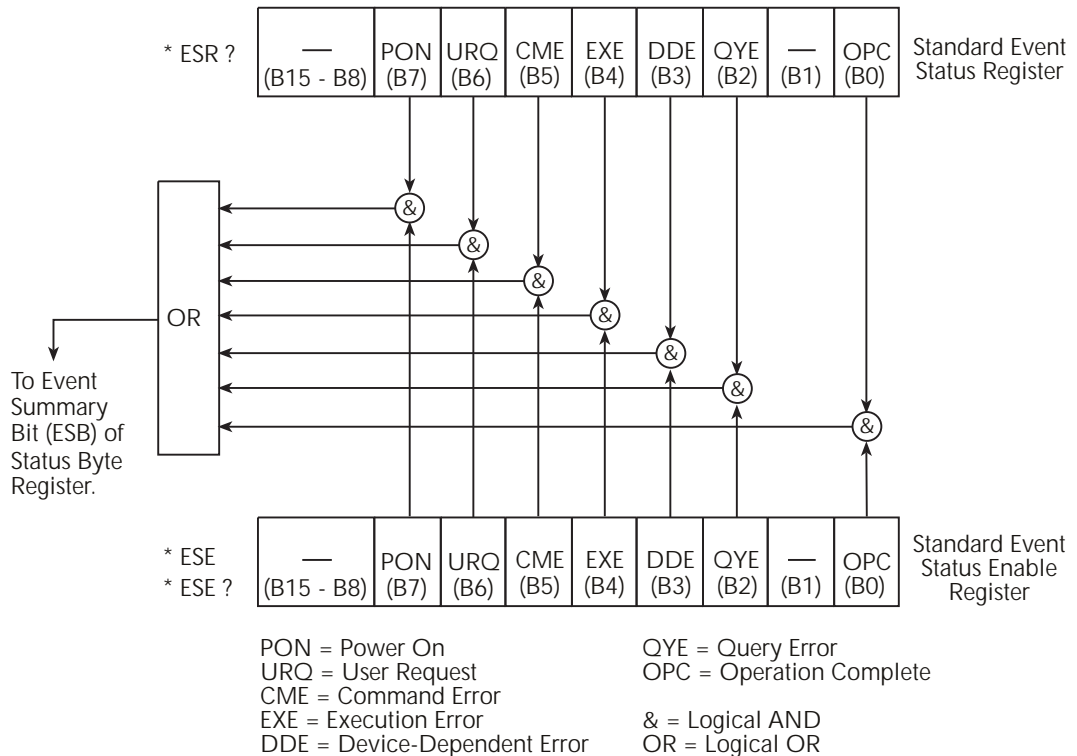 * ESR ?
—
(B15 - B8)
PON
(B7)
URQ
(B6)
CME
(B5)
EXE
(B4)
DDE
(B3)
QYE
(B2)
—
(B1)
OPC
(B0)
Standard Event
Status Register
&
&
&
&
&
&
&
OR
To Event
Summary
Bit (ESB) of
Status Byte
Register.
* ESE
* ESE ?
—
(B15 - B8)
PON
(B7)
URQ
(B6)
CME
(B5)
EXE
(B4)
DDE
(B3)
QYE
(B2)
—
(B1)
OPC
(B0)
Standard Event
Status Enable
Register
PON = Power On
URQ = User Request
CME = Command Error
EXE = Execution Error
DDE = Device-Dependent Error
QYE = Query Error
OPC = Operation Complete
& = Logical AND
OR = Logical OR